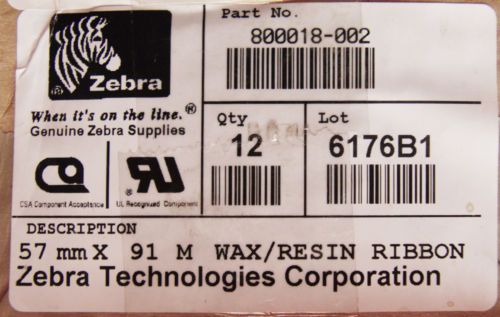 Zebra®
When it's on the line.®
Genuine Zebra Supplies
Part No.
800018-002
Qty
12
Lot
6176B1
CSA Component Acceptance
UL Recognized Component
DESCRIPTION
57 mm X 91 M WAX/RESIN RIBBON
Zebra Technologies Corporation